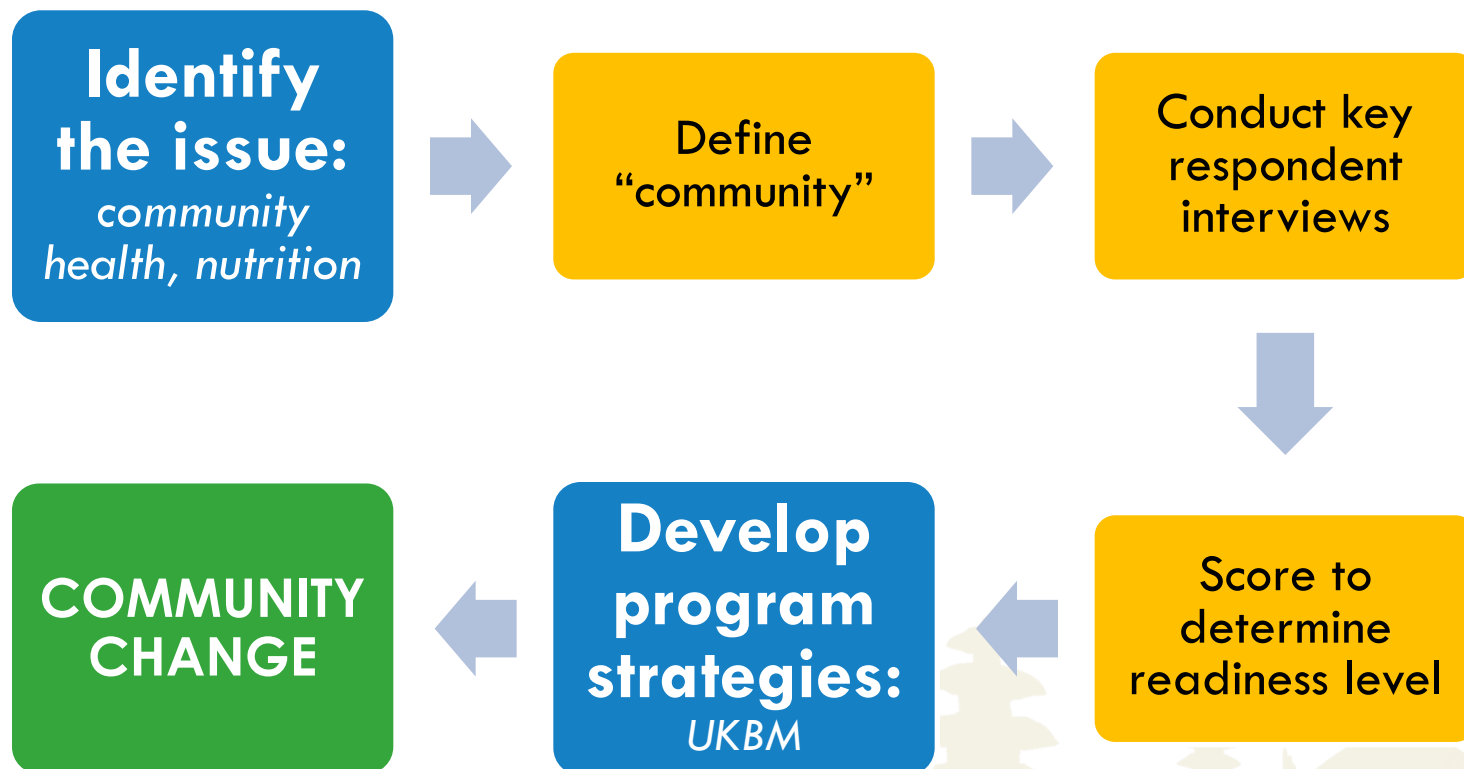 Identify
the issue:
community
health, nutrition
Define
“community”
Conduct key
respondent
interviews
Score to
determine
readiness level
Develop
program
strategies:
UKBM
COMMUNITY
CHANGE